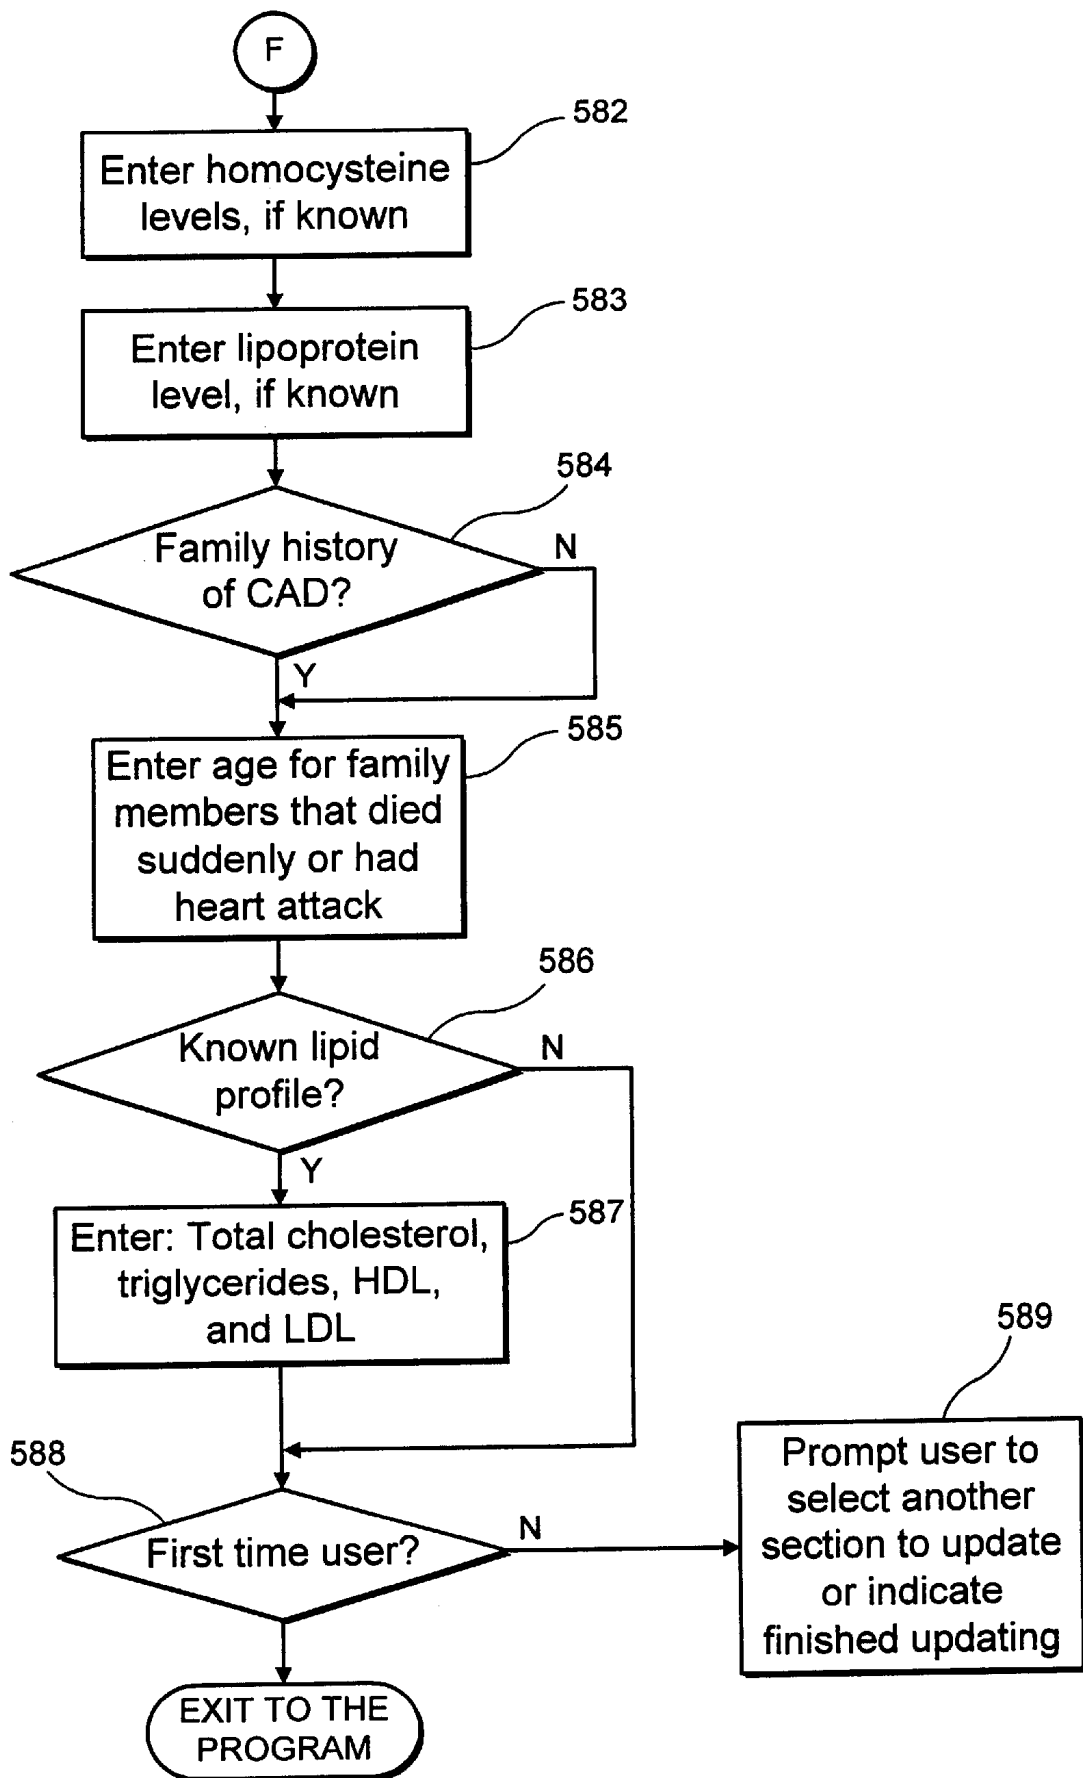 F
582
Enter homocysteine
levels, if known
583
Enter lipoprotein
level, if known
584
Family history
of CAD?
N
Y
585
Enter age for family
members that died
suddenly or had
heart attack
586
Known lipid
profile?
N
Y
587
Enter: Total cholesterol,
triglycerides, HDL,
and LDL
588
First time user?
N
589
Prompt user to
select another
section to update
or indicate
finished updating
EXIT TO THE
PROGRAM